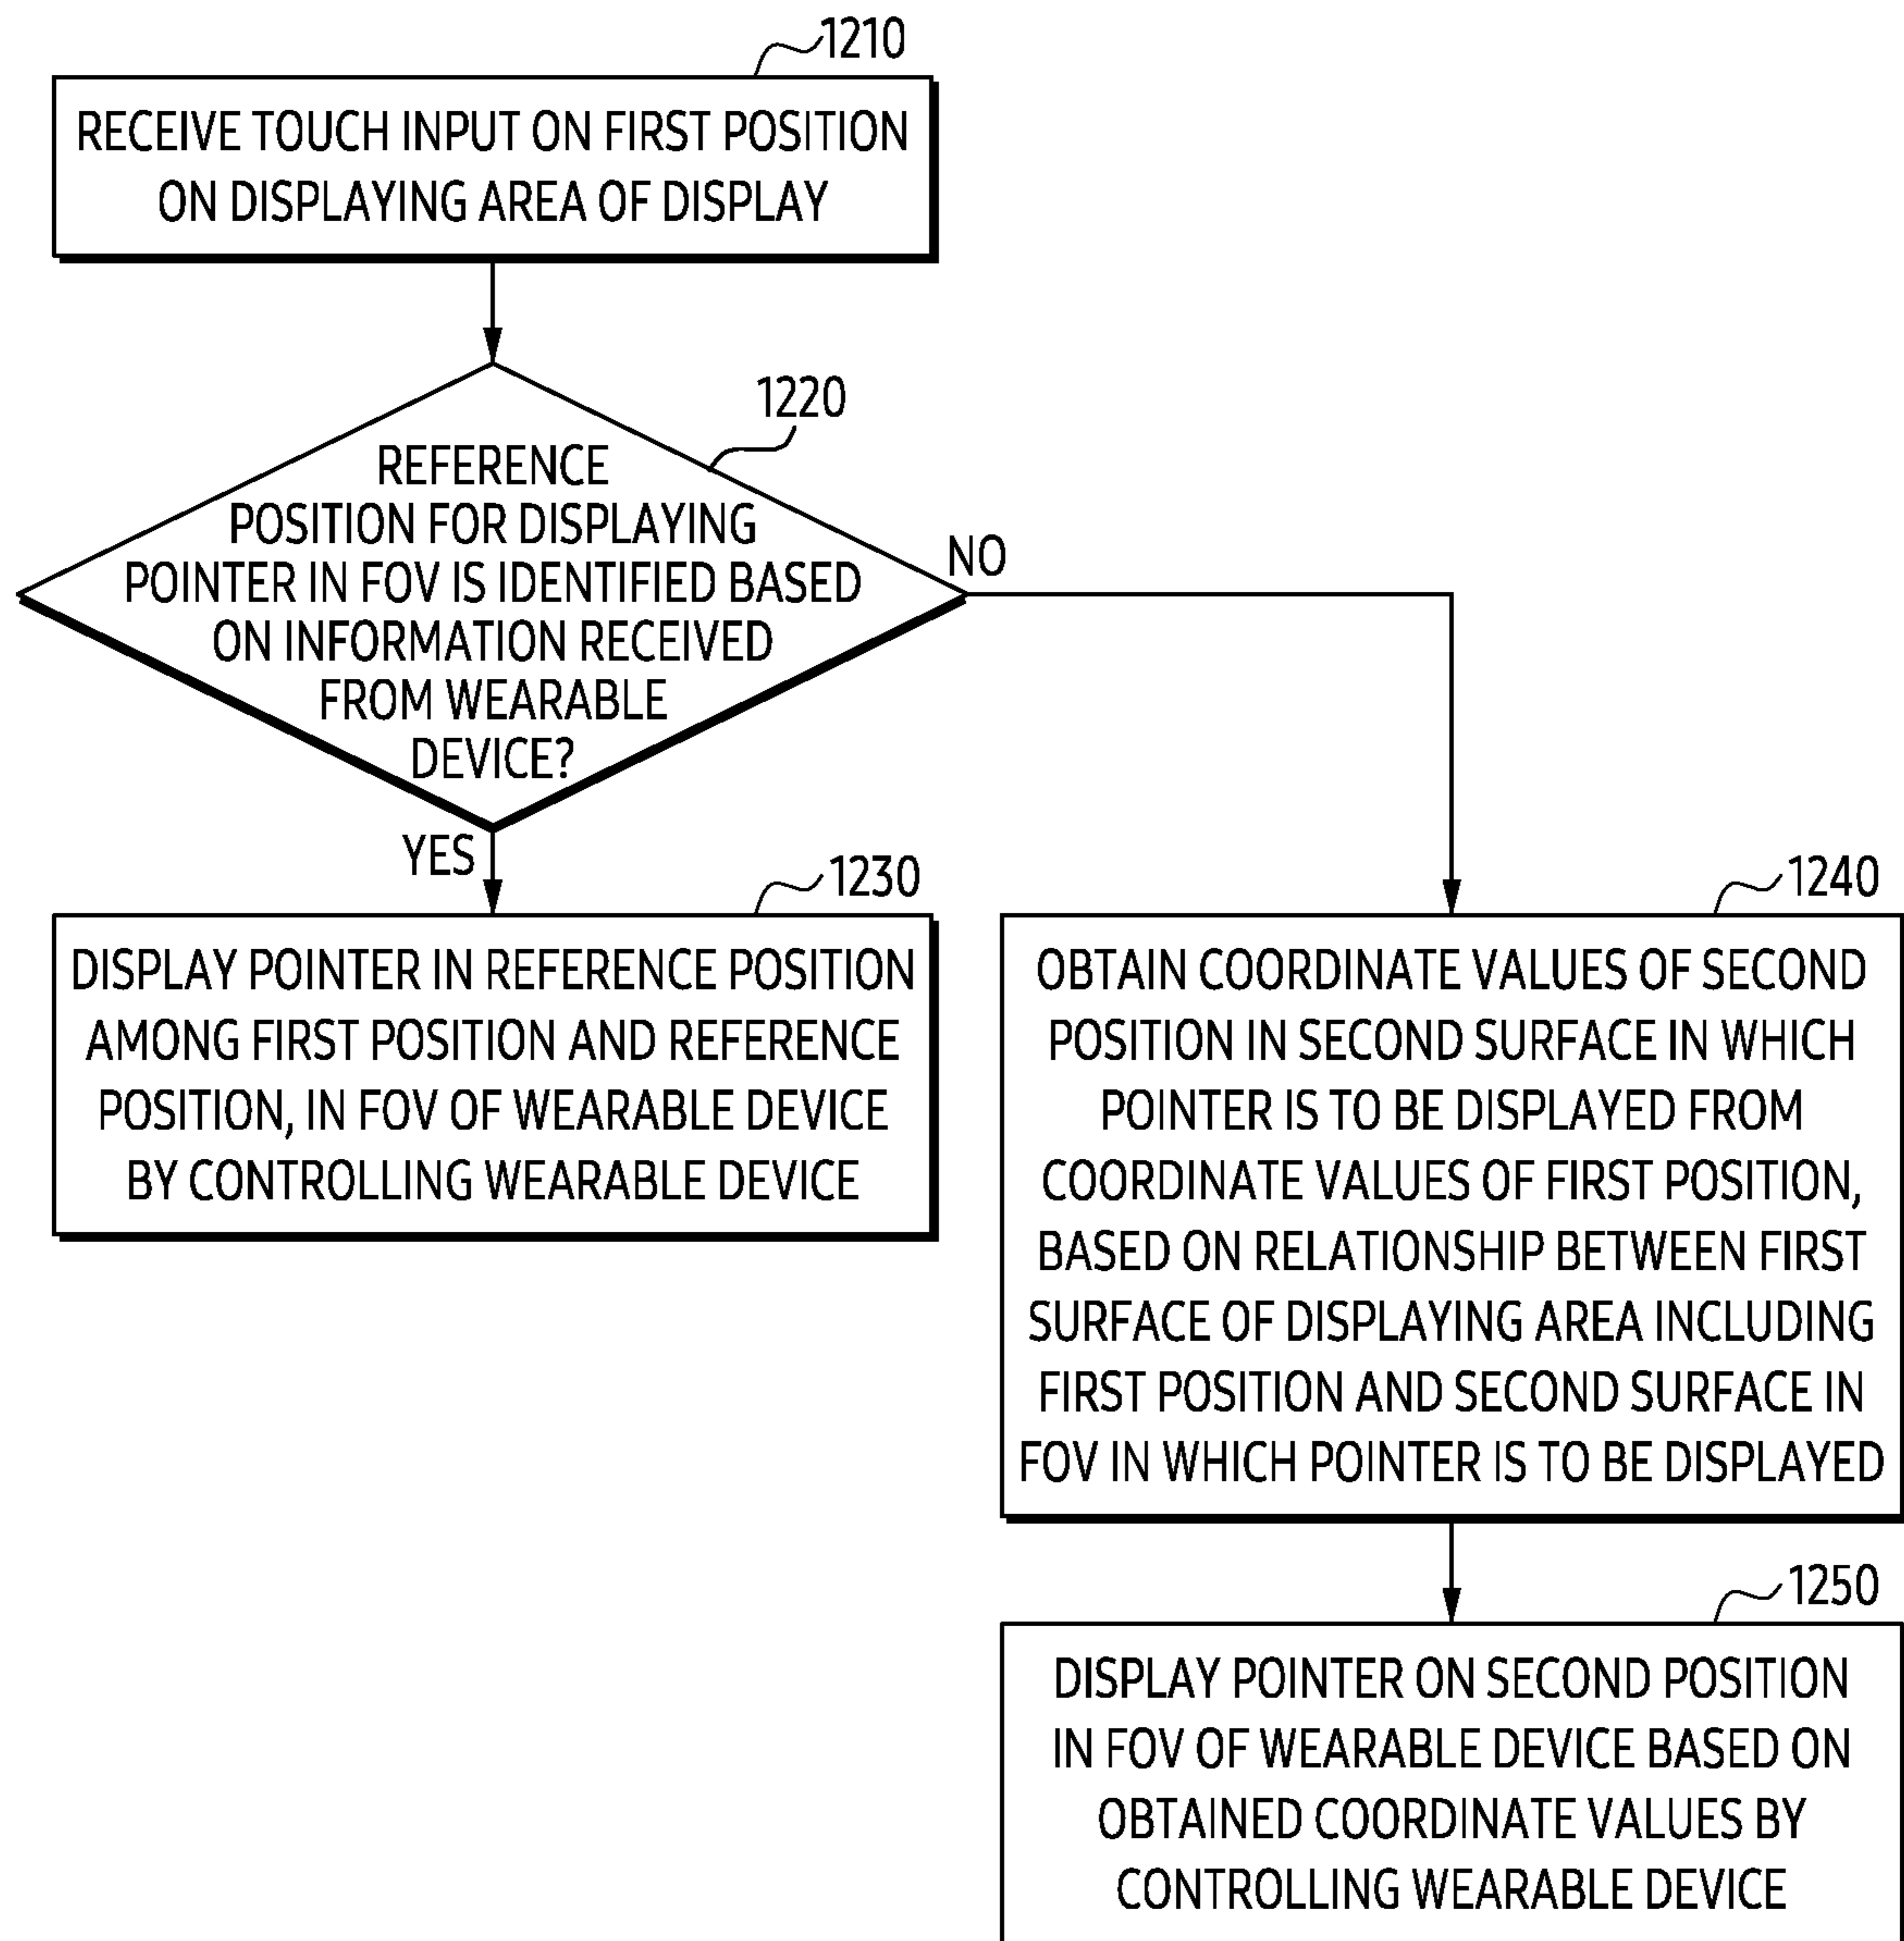 1210
RECEIVE TOUCH INPUT ON FIRST POSITION
ON DISPLAYING AREA OF DISPLAY
1220
REFERENCE
POSITION FOR DISPLAYING
POINTER IN FOV IS IDENTIFIED BASED
ON INFORMATION RECEIVED
FROM WEARABLE
DEVICE?
NO
YES
1230
DISPLAY POINTER IN REFERENCE POSITION
AMONG FIRST POSITION AND REFERENCE
POSITION, IN FOV OF WEARABLE DEVICE
BY CONTROLLING WEARABLE DEVICE
1240
OBTAIN COORDINATE VALUES OF SECOND
POSITION IN SECOND SURFACE IN WHICH
POINTER IS TO BE DISPLAYED FROM
COORDINATE VALUES OF FIRST POSITION,
BASED ON RELATIONSHIP BETWEEN FIRST
SURFACE OF DISPLAYING AREA INCLUDING
FIRST POSITION AND SECOND SURFACE IN
FOV IN WHICH POINTER IS TO BE DISPLAYED
1250
DISPLAY POINTER ON SECOND POSITION
IN FOV OF WEARABLE DEVICE BASED ON
OBTAINED COORDINATE VALUES BY
CONTROLLING WEARABLE DEVICE